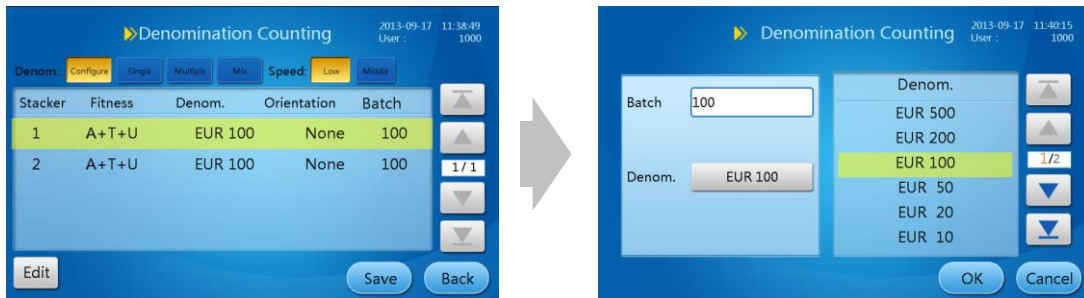 Denomination Counting 2013-09-17 11:38:49
User : 1000
Denom.: Configure Single Multiple Mix Speed: Low Middle
Stacker Fitness Denom. Orientation Batch
1 A+T+U EUR 100 None 100
2 A+T+U EUR 100 None 100
1/1
Edit Save Back
Denomination Counting 2013-09-17 11:40:15
User : 1000
Batch 100
Denom. EUR 100
Denom.
EUR 500
EUR 200
EUR 100
EUR 50
EUR 20
EUR 10
1/2
OK Cancel